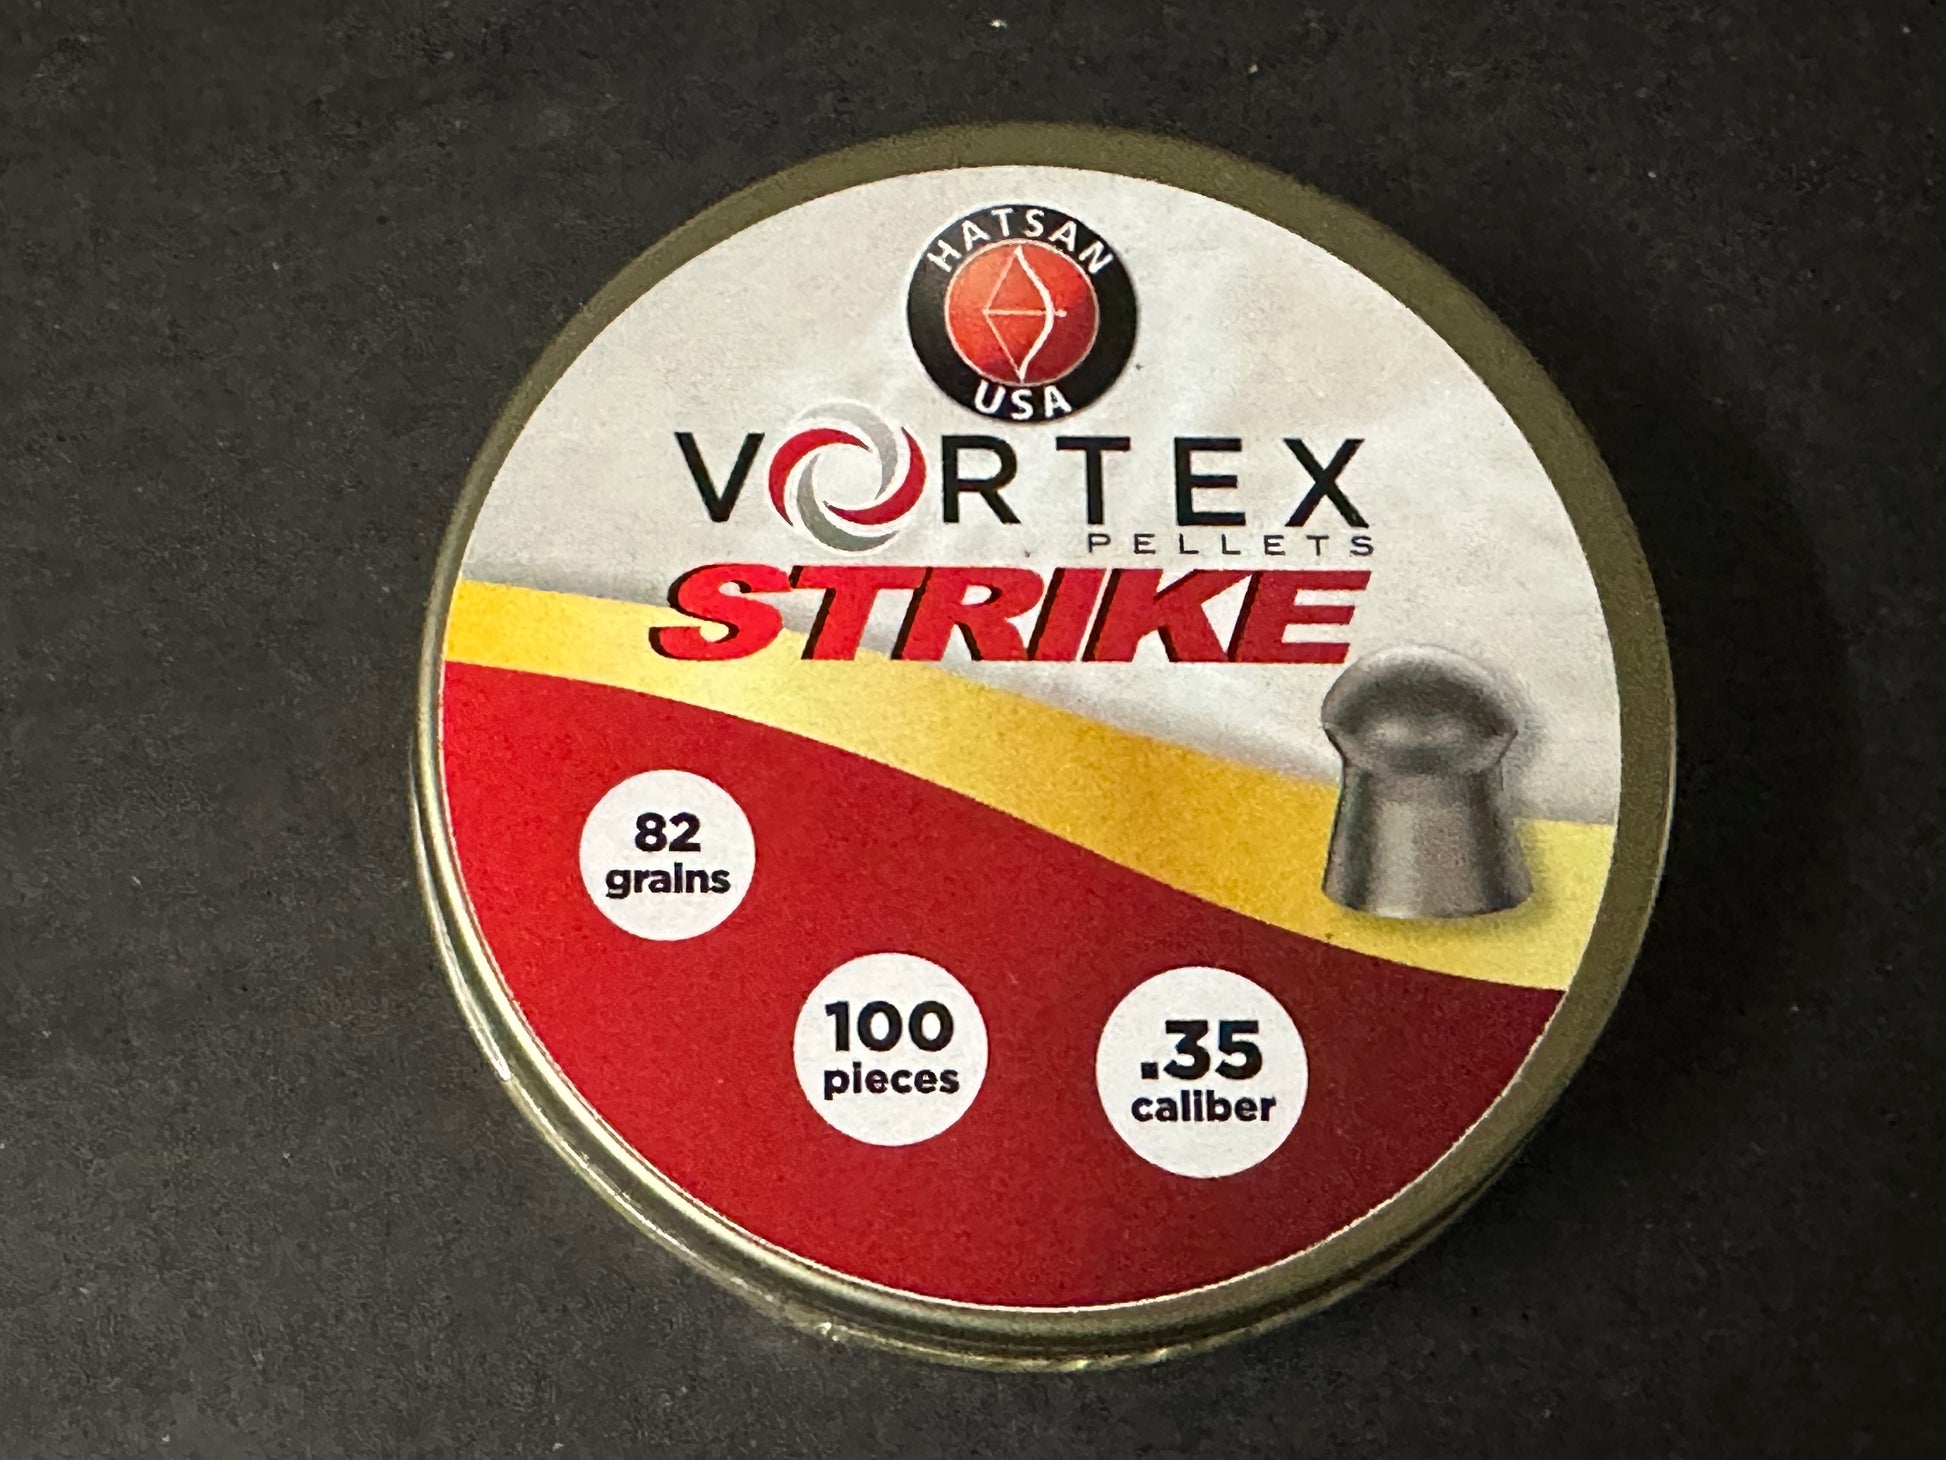 HATSAN
USA
VORTEX
PELLETS
STRIKE
82
grains
100
pieces
.35
caliber